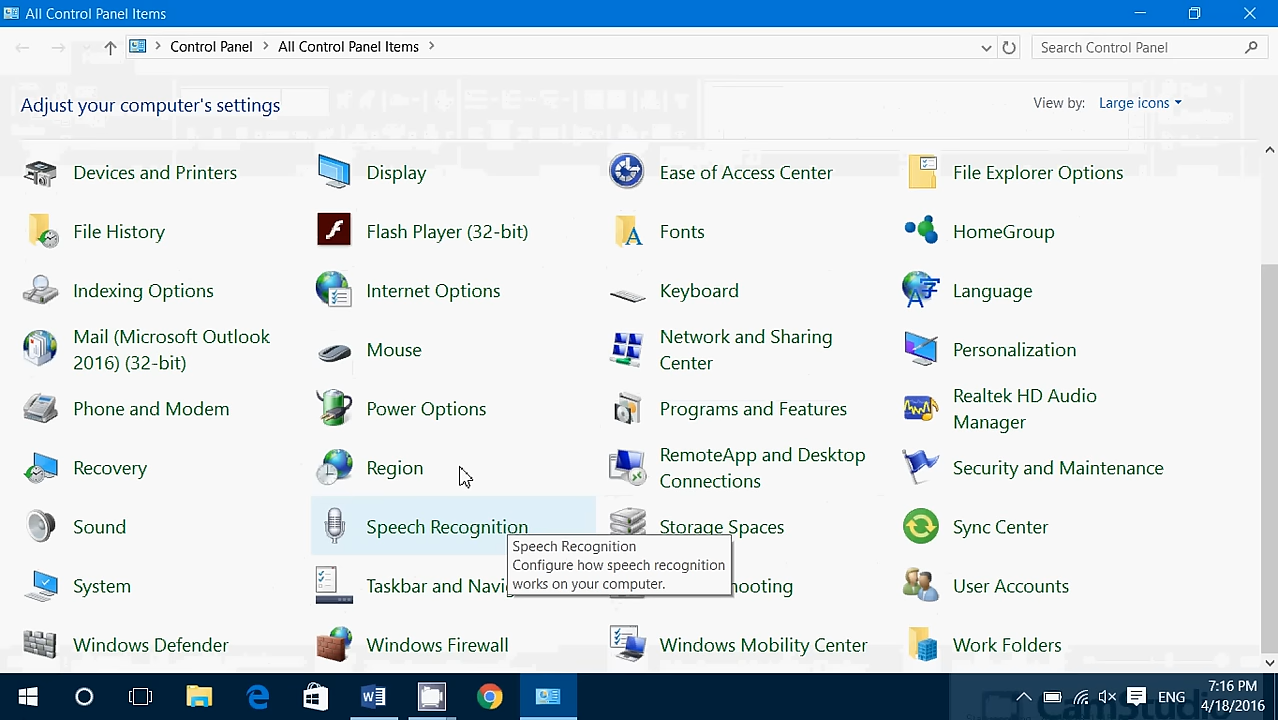 All Control Panel Items
Control Panel > All Control Panel Items >
Search Control Panel
Adjust your computer's settings
View by: Large icons
Devices and Printers
Display
Ease of Access Center
File Explorer Options
File History
Flash Player (32-bit)
Fonts
HomeGroup
Indexing Options
Internet Options
Keyboard
Language
Mail (Microsoft Outlook
2016) (32-bit)
Mouse
Network and Sharing
Center
Personalization
Phone and Modem
Power Options
Programs and Features
Realtek HD Audio
Manager
Recovery
Region
RemoteApp and Desktop
Connections
Security and Maintenance
Sound
Speech Recognition
Storage Spaces
Sync Center
Speech Recognition
Configure how speech recognition
works on your computer.
System
Taskbar and Navig
hooting
User Accounts
Windows Defender
Windows Firewall
Windows Mobility Center
Work Folders
ENG
7:16 PM
4/18/2016